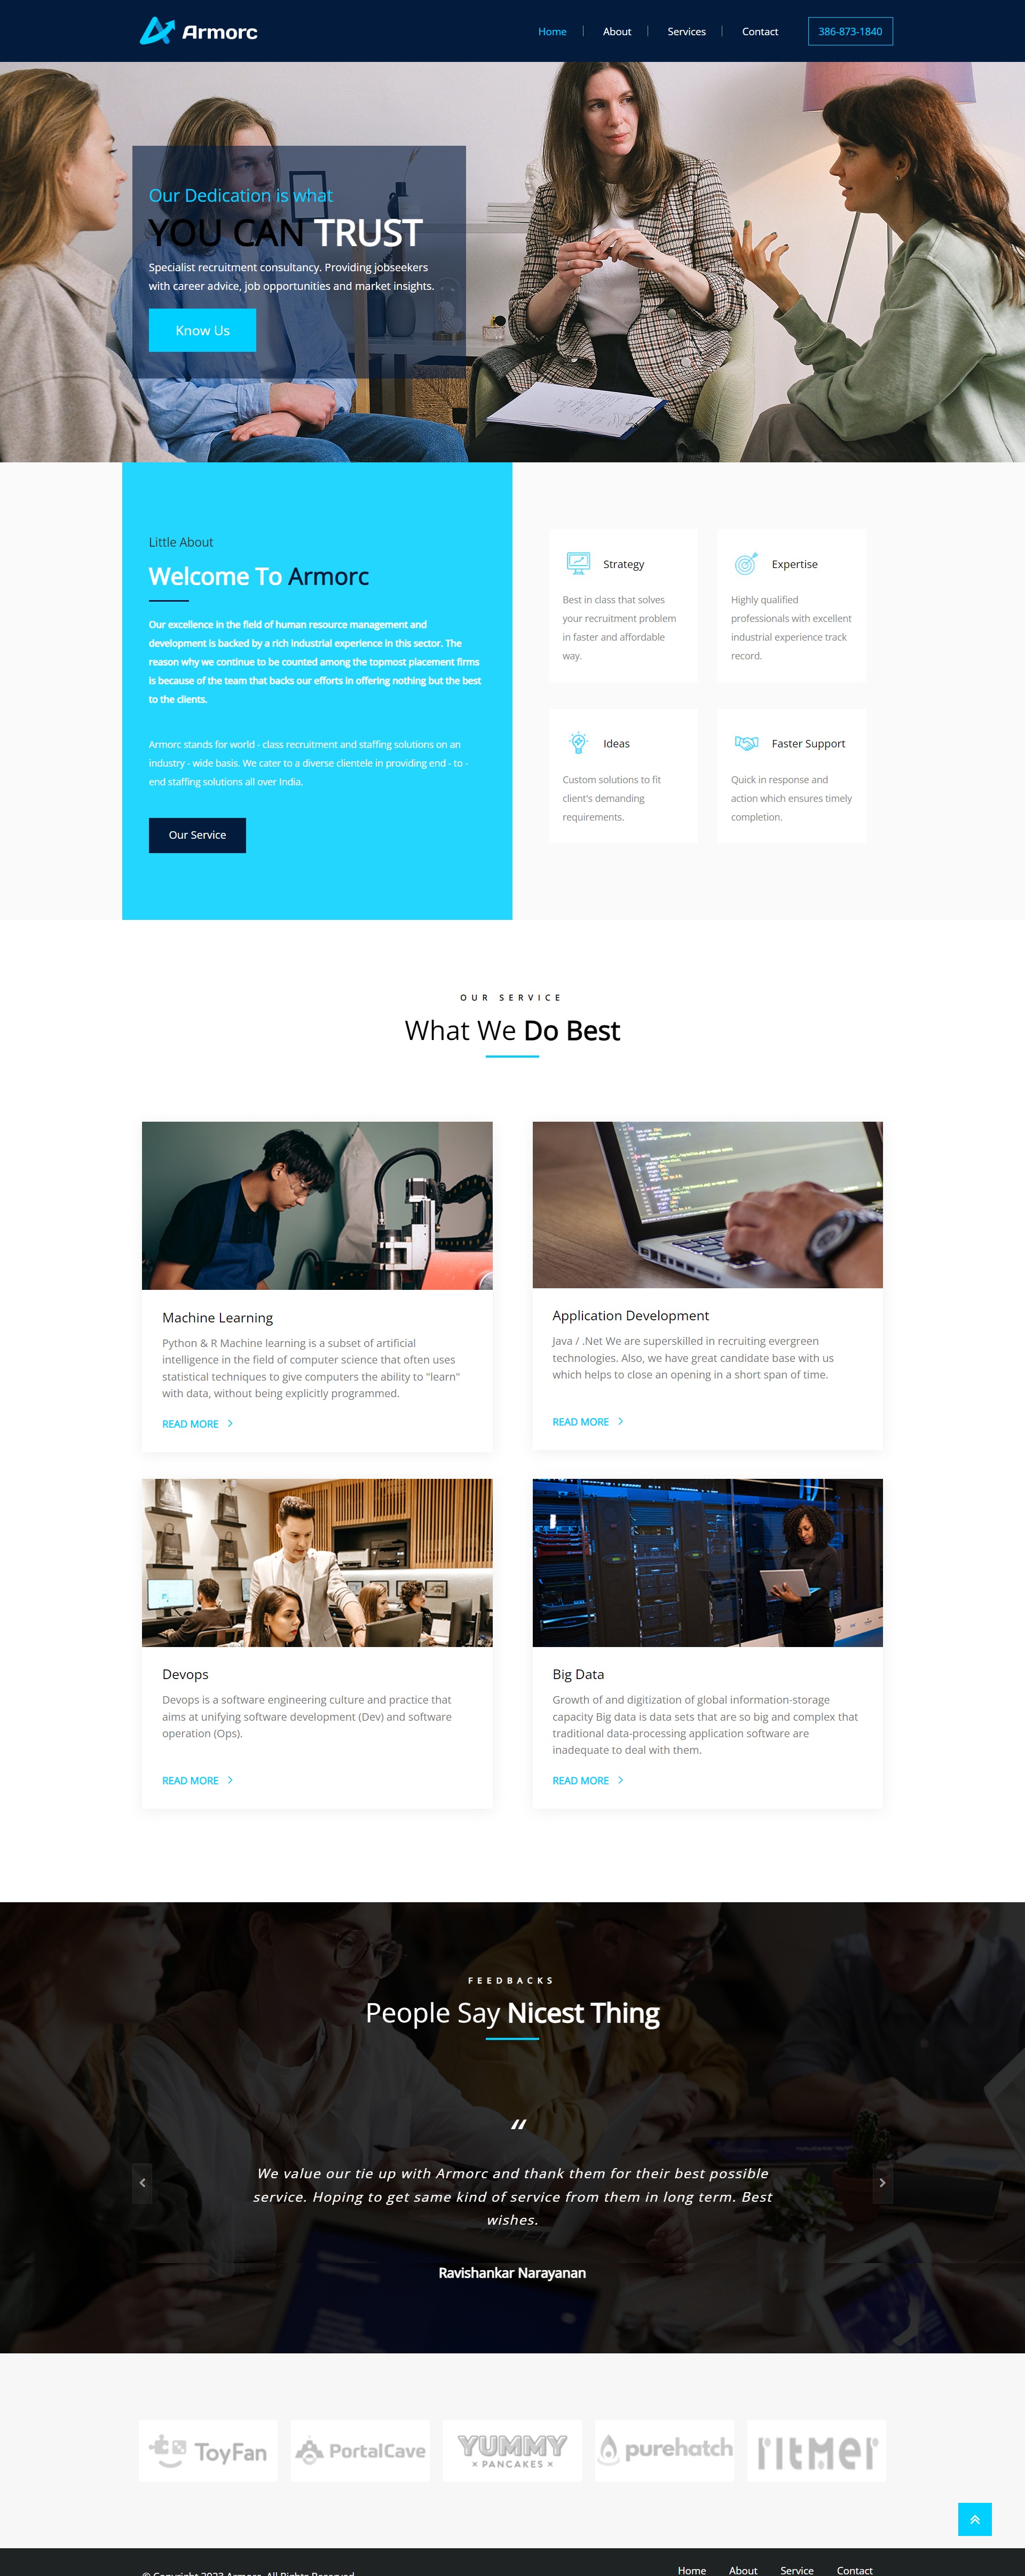 Armorc
Home
About
Services
Contact
386-873-1840
Our Dedication is what
YOU CAN TRUST
Specialist recruitment consultancy. Providing jobseekers
with career advice, job opportunities and market insights.
Know Us
Little About
Welcome To Armorc
Our excellence in the field of human resource management and
development is backed by a rich industrial experience in this sector. The
reason why we continue to be counted among the topmost placement firms
is because of the team that backs our efforts in offering nothing but the best
to the clients.
Armorc stands for world - class recruitment and staffing solutions on an
industry - wide basis. We cater to a diverse clientele in providing end - to -
end staffing solutions all over India.
Our Service
Strategy
Best in class that solves
your recruitment problem
in faster and affordable
way.
Expertise
Highly qualified
professionals with excellent
industrial experience track
record.
Ideas
Custom solutions to fit
client's demanding
requirements.
Faster Support
Quick in response and
action which ensures timely
completion.
OUR SERVICE
What We Do Best
Machine Learning
Python & R Machine learning is a subset of artificial
intelligence in the field of computer science that often uses
statistical techniques to give computers the ability to "learn"
with data, without being explicitly programmed.
READ MORE
Application Development
Java / .Net We are superskilled in recruiting evergreen
technologies. Also, we have great candidate base with us
which helps to close an opening in a short span of time.
READ MORE
Devops
Devops is a software engineering culture and practice that
aims at unifying software development (Dev) and software
operation (Ops).
READ MORE
Big Data
Growth of and digitization of global information-storage
capacity Big data is data sets that are so big and complex that
traditional data-processing application software are
inadequate to deal with them.
READ MORE
FEEDBACKS
People Say Nicest Thing
“
We value our tie up with Armorc and thank them for their best possible
service. Hoping to get same kind of service from them in long term. Best
wishes.
Ravishankar Narayanan
ToyFan
PortalCave
YUMMY
× PANCAKES ×
purehatch
ritmer
© Copyright 2023 Armorc. All Rights Reserved
Home
About
Service
Contact